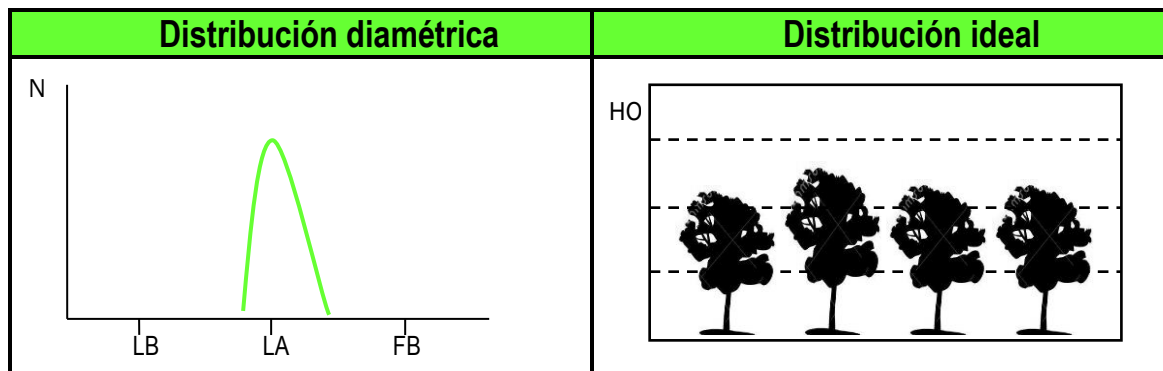 Distribución diamétrica
Distribución ideal
N
LB LA FB
HO